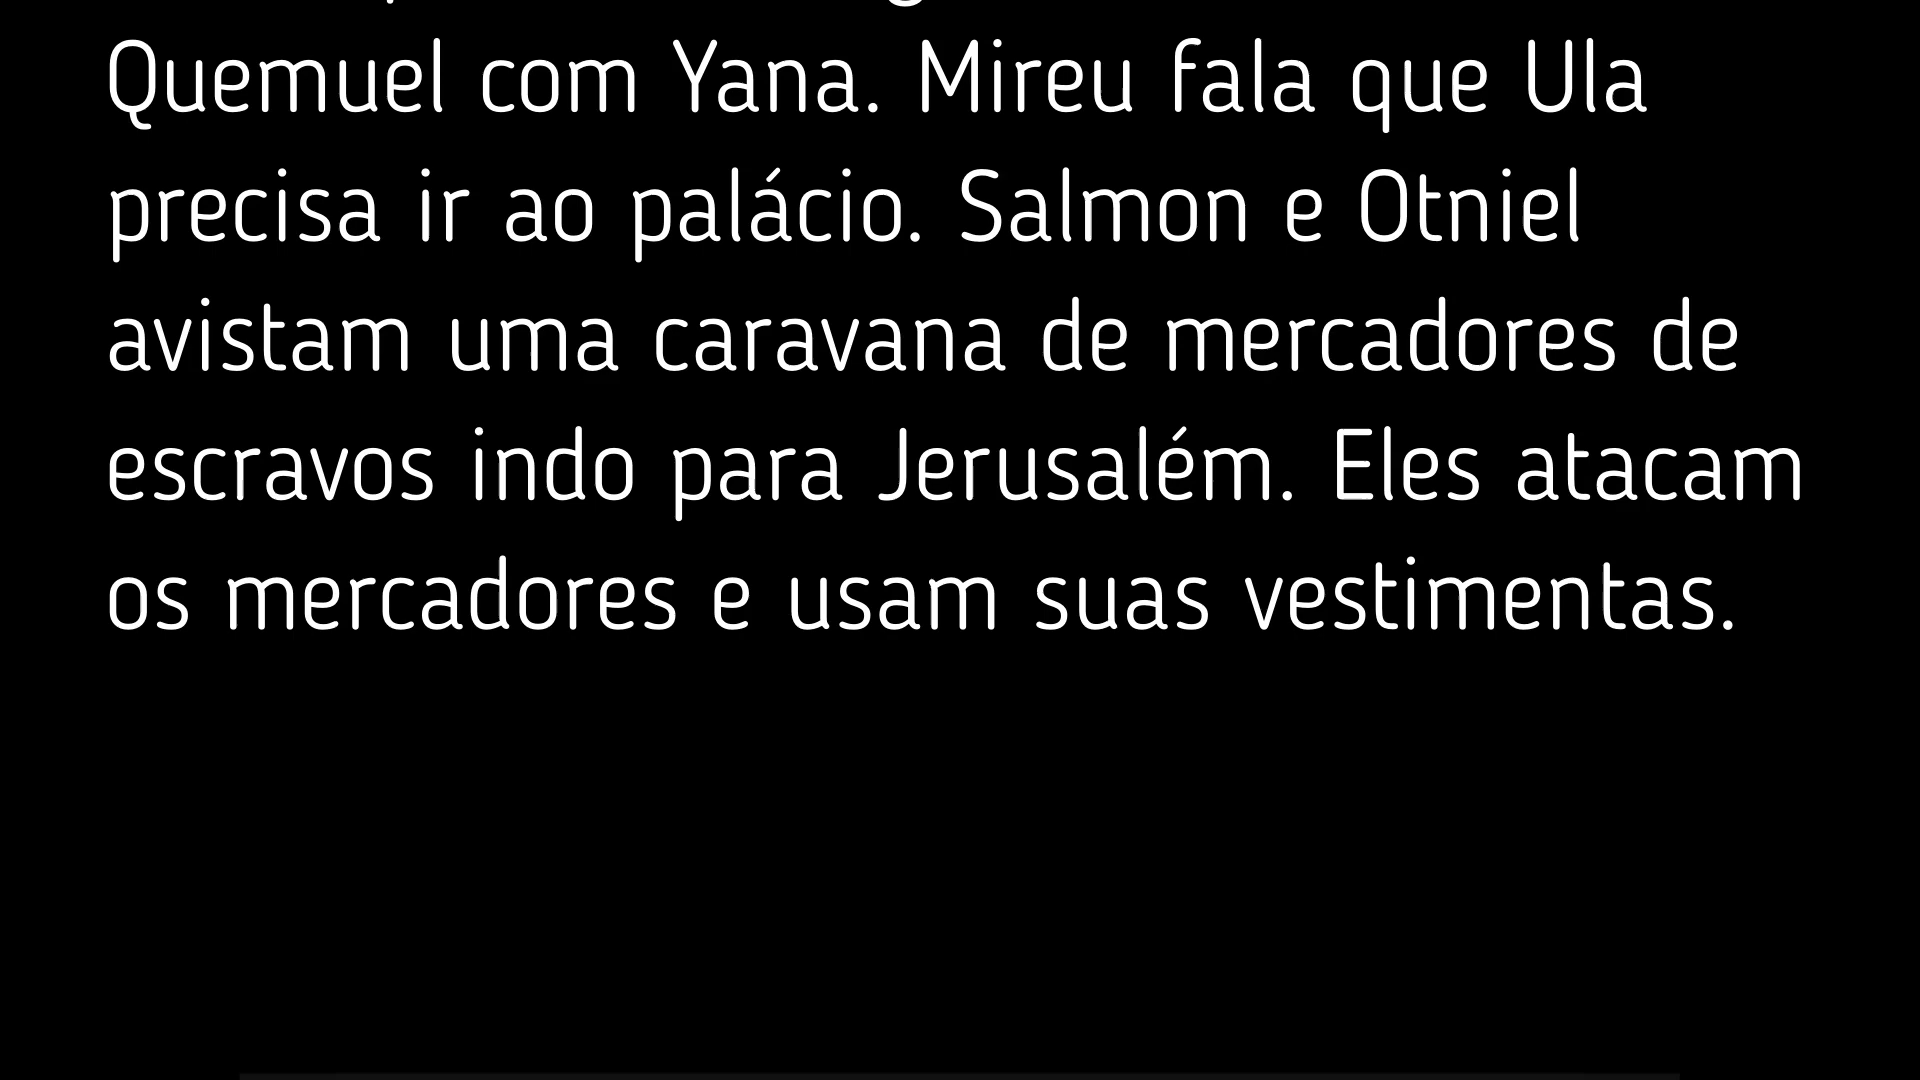 Quemuel com Yana. Mireu fala que Ula
precisa ir ao palácio. Salmon e Otniel
avistam uma caravana de mercadores de
escravos indo para Jerusalém. Eles atacam
os mercadores e usam suas vestimentas.